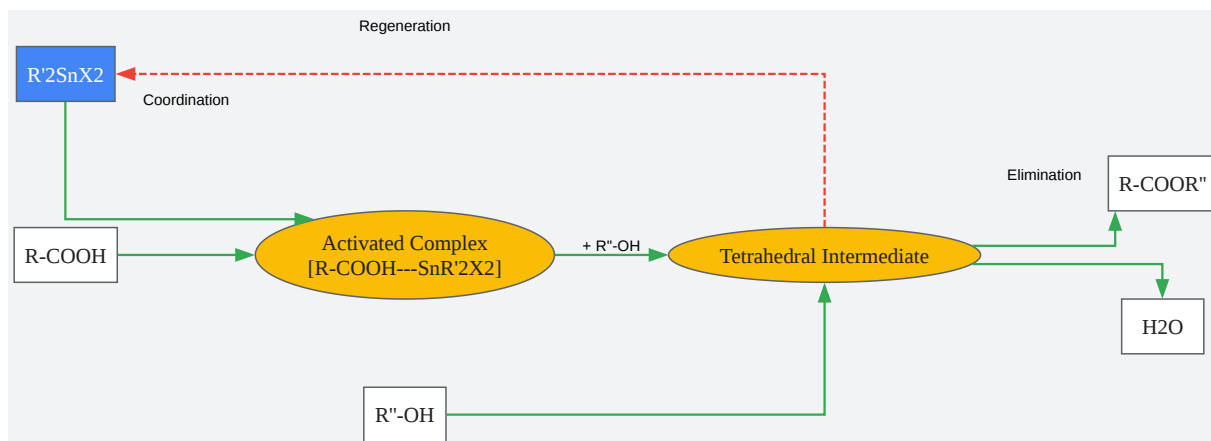 Regeneration
R'2SnX2
Coordination
Elimination
R-COOR"
R-COOH
Activated Complex
[R-COOH---SnR'2X2]
+ R"-OH
Tetrahedral Intermediate
H2O
R"-OH